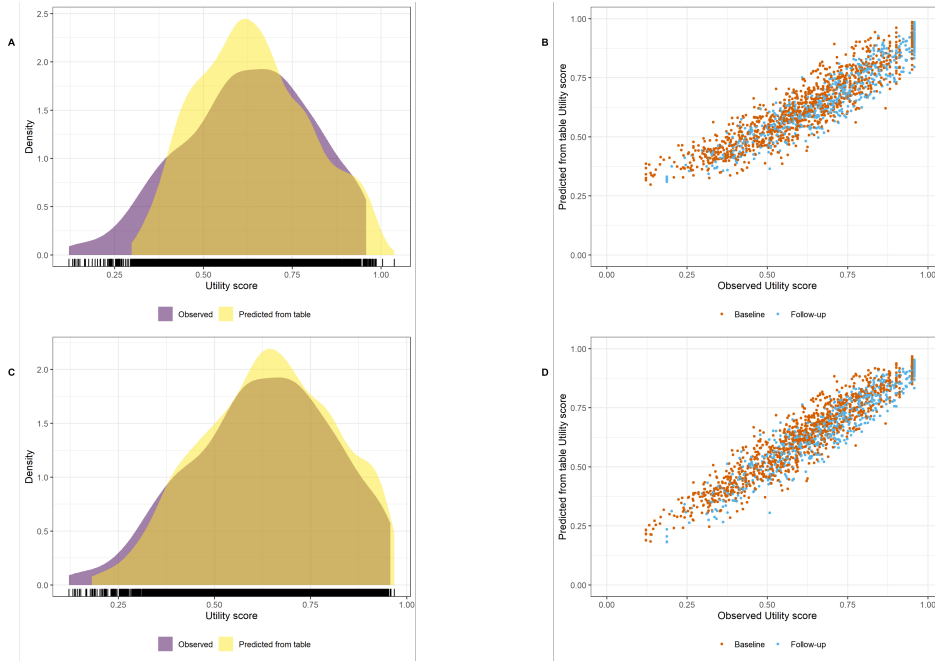 A
Density
2.5
2.0
1.5
1.0
0.5
0.0
0.25 0.50 0.75 1.00
Utility score
Observed Predicted from table
B
Predicted from table Utility score
1.00
0.75
0.50
0.25
0.00
0.00 0.25 0.50 0.75 1.00
Observed Utility score
Baseline Follow-up
C
Density
2.0
1.5
1.0
0.5
0.0
0.25 0.50 0.75 1.00
Utility score
Observed Predicted from table
D
Predicted from table Utility score
1.00
0.75
0.50
0.25
0.00
0.00 0.25 0.50 0.75 1.00
Observed Utility score
Baseline Follow-up